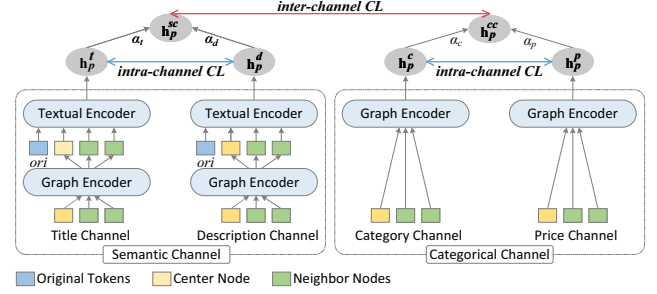 inter-channel CL
h_p^{sc} h_p^{cc}
α_t α_d α_c α_p
h_p^t intra-channel CL h_p^d h_p^c intra-channel CL h_p^p
Textual Encoder Textual Encoder Graph Encoder Graph Encoder
ori ori
Graph Encoder Graph Encoder
Title Channel Description Channel Category Channel Price Channel
Semantic Channel Categorical Channel
Original Tokens Center Node Neighbor Nodes